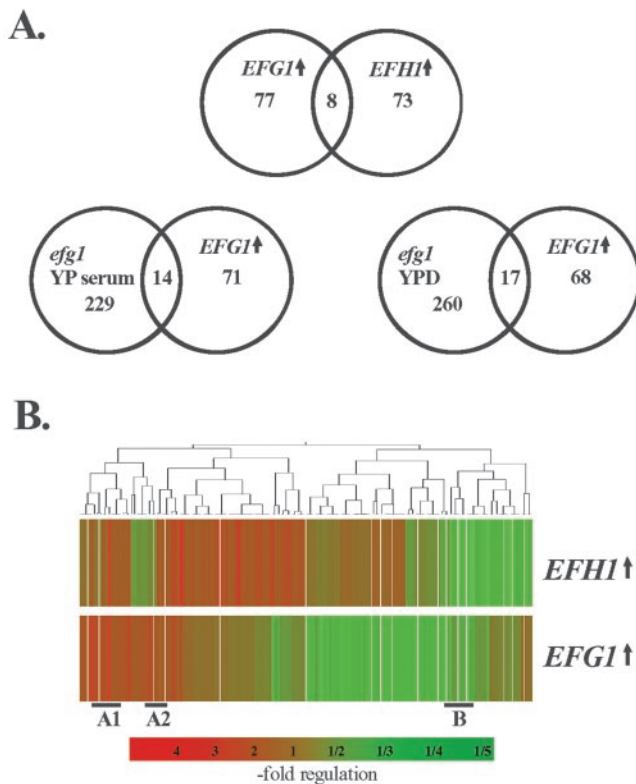 A.
EFG1↑ EFH1↑
77 8 73
efg1
YP serum
229 14 EFG1↑
71
efg1
YPD
260 17 EFG1↑
68
B.
EFH1↑
EFG1↑
A1 A2 B
4 3 2 1 1/2 1/3 1/4 1/5
-fold regulation